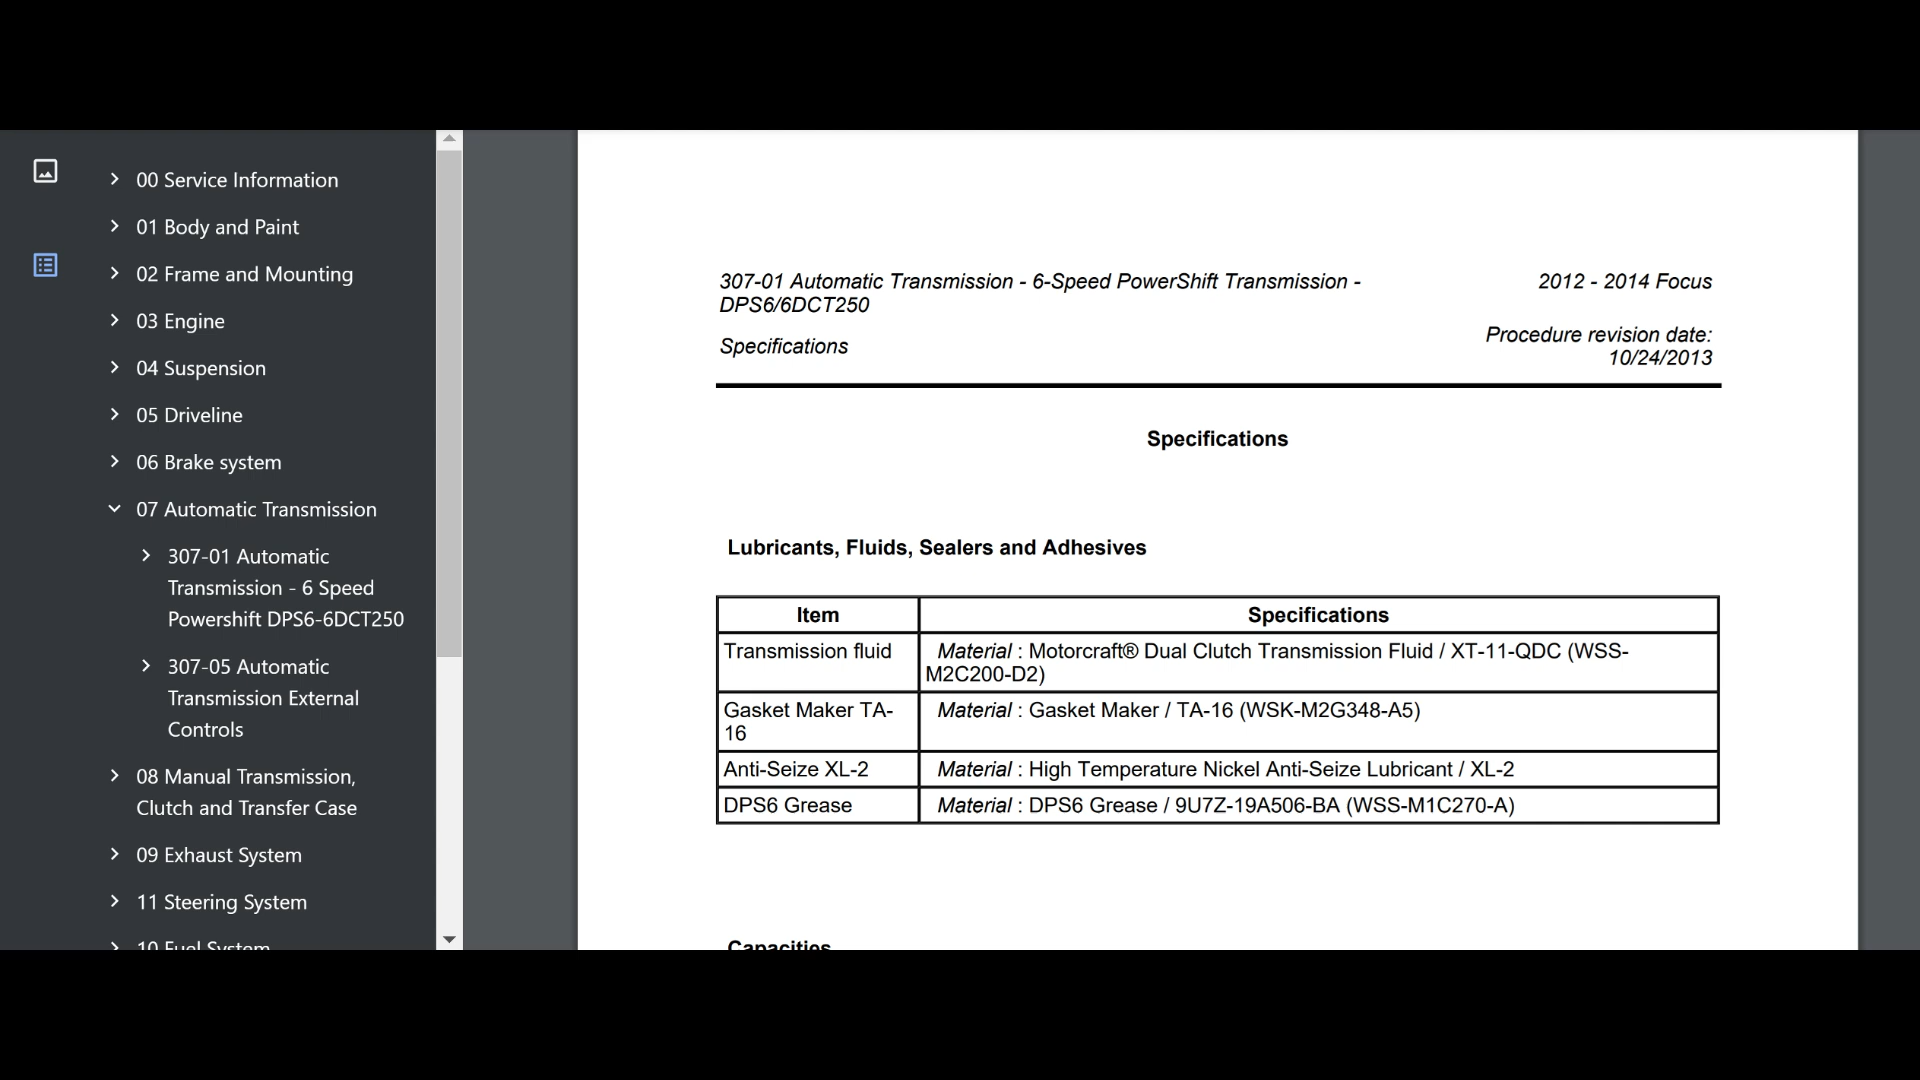 00 Service Information
01 Body and Paint
02 Frame and Mounting
03 Engine
04 Suspension
05 Driveline
06 Brake system
07 Automatic Transmission
307-01 Automatic
Transmission - 6 Speed
Powershift DPS6-6DCT250
307-05 Automatic
Transmission External
Controls
08 Manual Transmission,
Clutch and Transfer Case
09 Exhaust System
11 Steering System
10 Fuel System
307-01 Automatic Transmission - 6-Speed PowerShift Transmission -
DPS6/6DCT250
2012 - 2014 Focus
Specifications
Procedure revision date:
10/24/2013
Specifications
Lubricants, Fluids, Sealers and Adhesives
Item Specifications
Transmission fluid Material : Motorcraft® Dual Clutch Transmission Fluid / XT-11-QDC (WSS-
M2C200-D2)
Gasket Maker TA-
16
Material : Gasket Maker / TA-16 (WSK-M2G348-A5)
Anti-Seize XL-2 Material : High Temperature Nickel Anti-Seize Lubricant / XL-2
DPS6 Grease Material : DPS6 Grease / 9U7Z-19A506-BA (WSS-M1C270-A)
Capacities